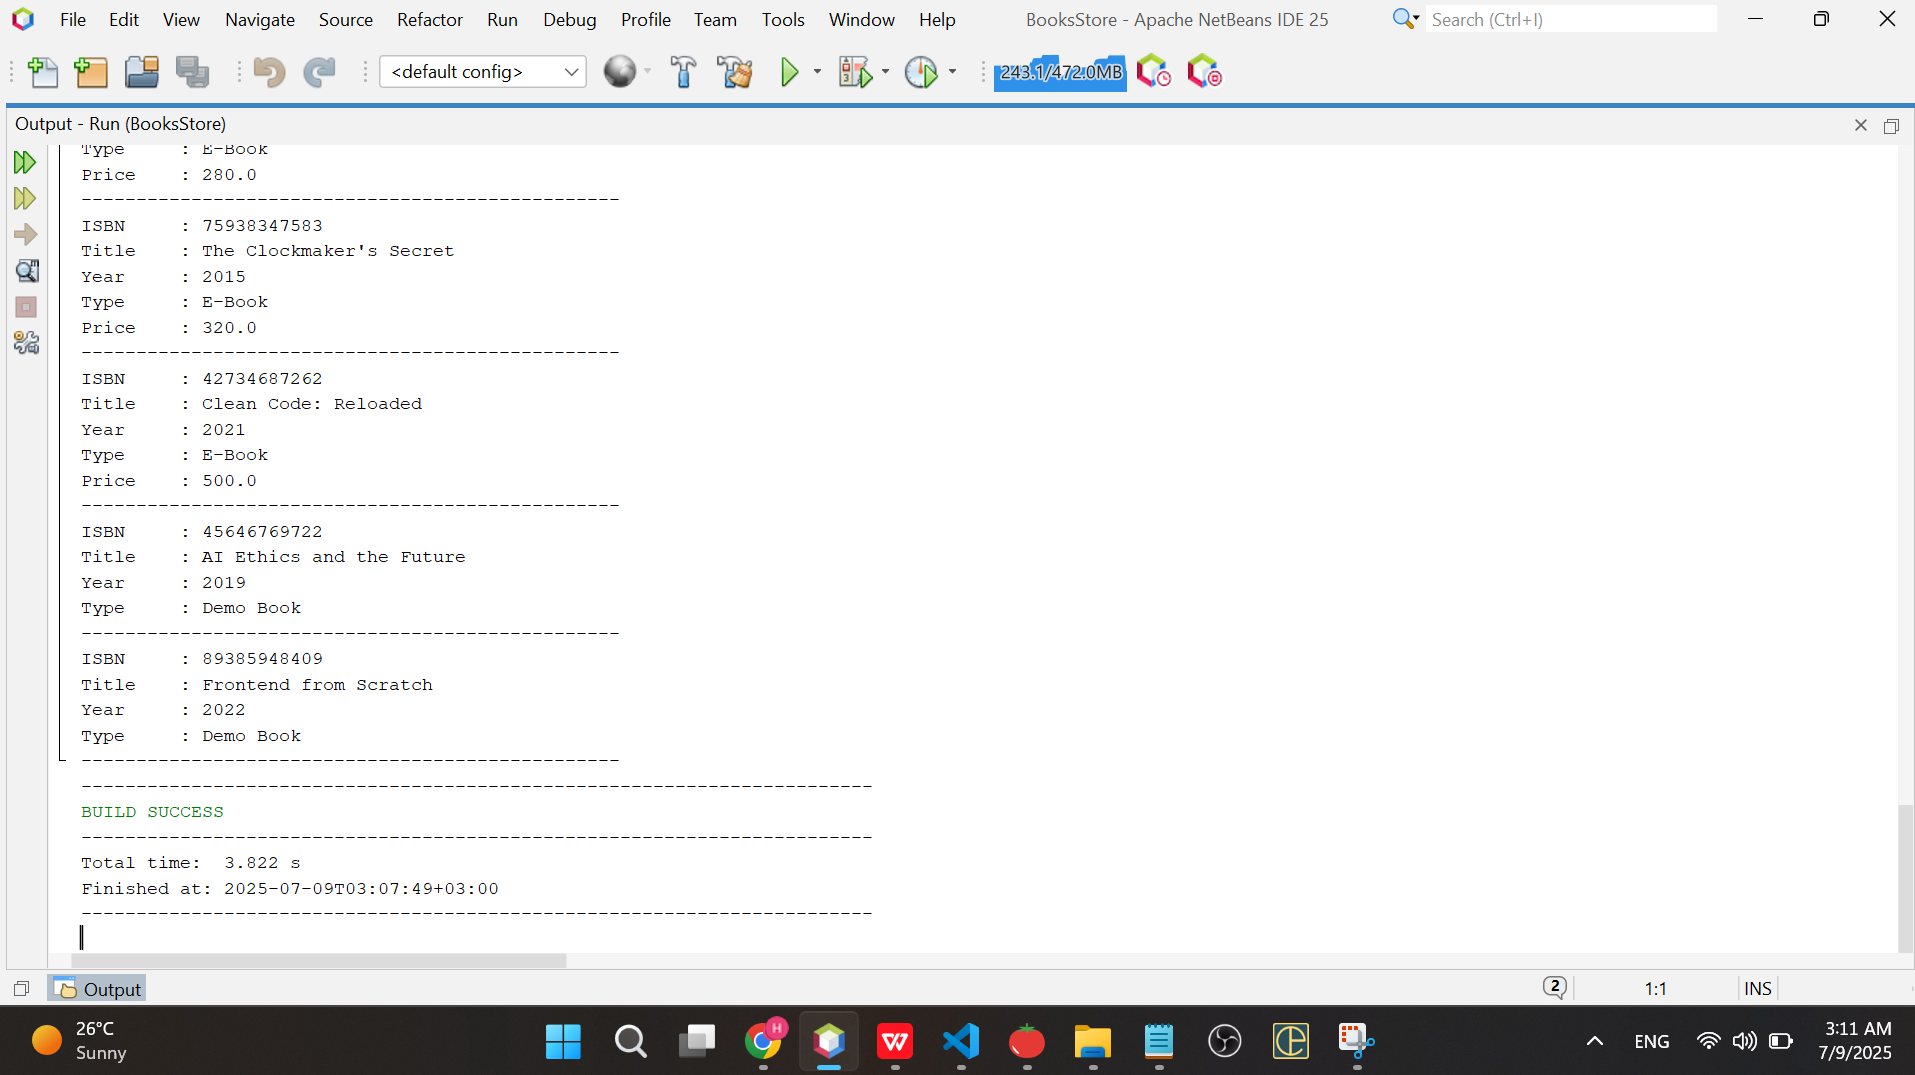 File Edit View Navigate Source Refactor Run Debug Profile Team Tools Window Help BooksStore - Apache NetBeans IDE 25 Search (Ctrl+I)
<default config> 243.1/472.0MB
Output - Run (BooksStore)
Type : E-Book
Price : 280.0
-------------------------------------------------
ISBN : 75938347583
Title : The Clockmaker's Secret
Year : 2015
Type : E-Book
Price : 320.0
-------------------------------------------------
ISBN : 42734687262
Title : Clean Code: Reloaded
Year : 2021
Type : E-Book
Price : 500.0
-------------------------------------------------
ISBN : 45646769722
Title : AI Ethics and the Future
Year : 2019
Type : Demo Book
-------------------------------------------------
ISBN : 89385948409
Title : Frontend from Scratch
Year : 2022
Type : Demo Book
-------------------------------------------------
------------------------------------------------------------------------
BUILD SUCCESS
------------------------------------------------------------------------
Total time:  3.822 s
Finished at: 2025-07-09T03:07:49+03:00
------------------------------------------------------------------------
Output 2 1:1 INS
26°C
Sunny
H
W
ENG
3:11 AM
7/9/2025